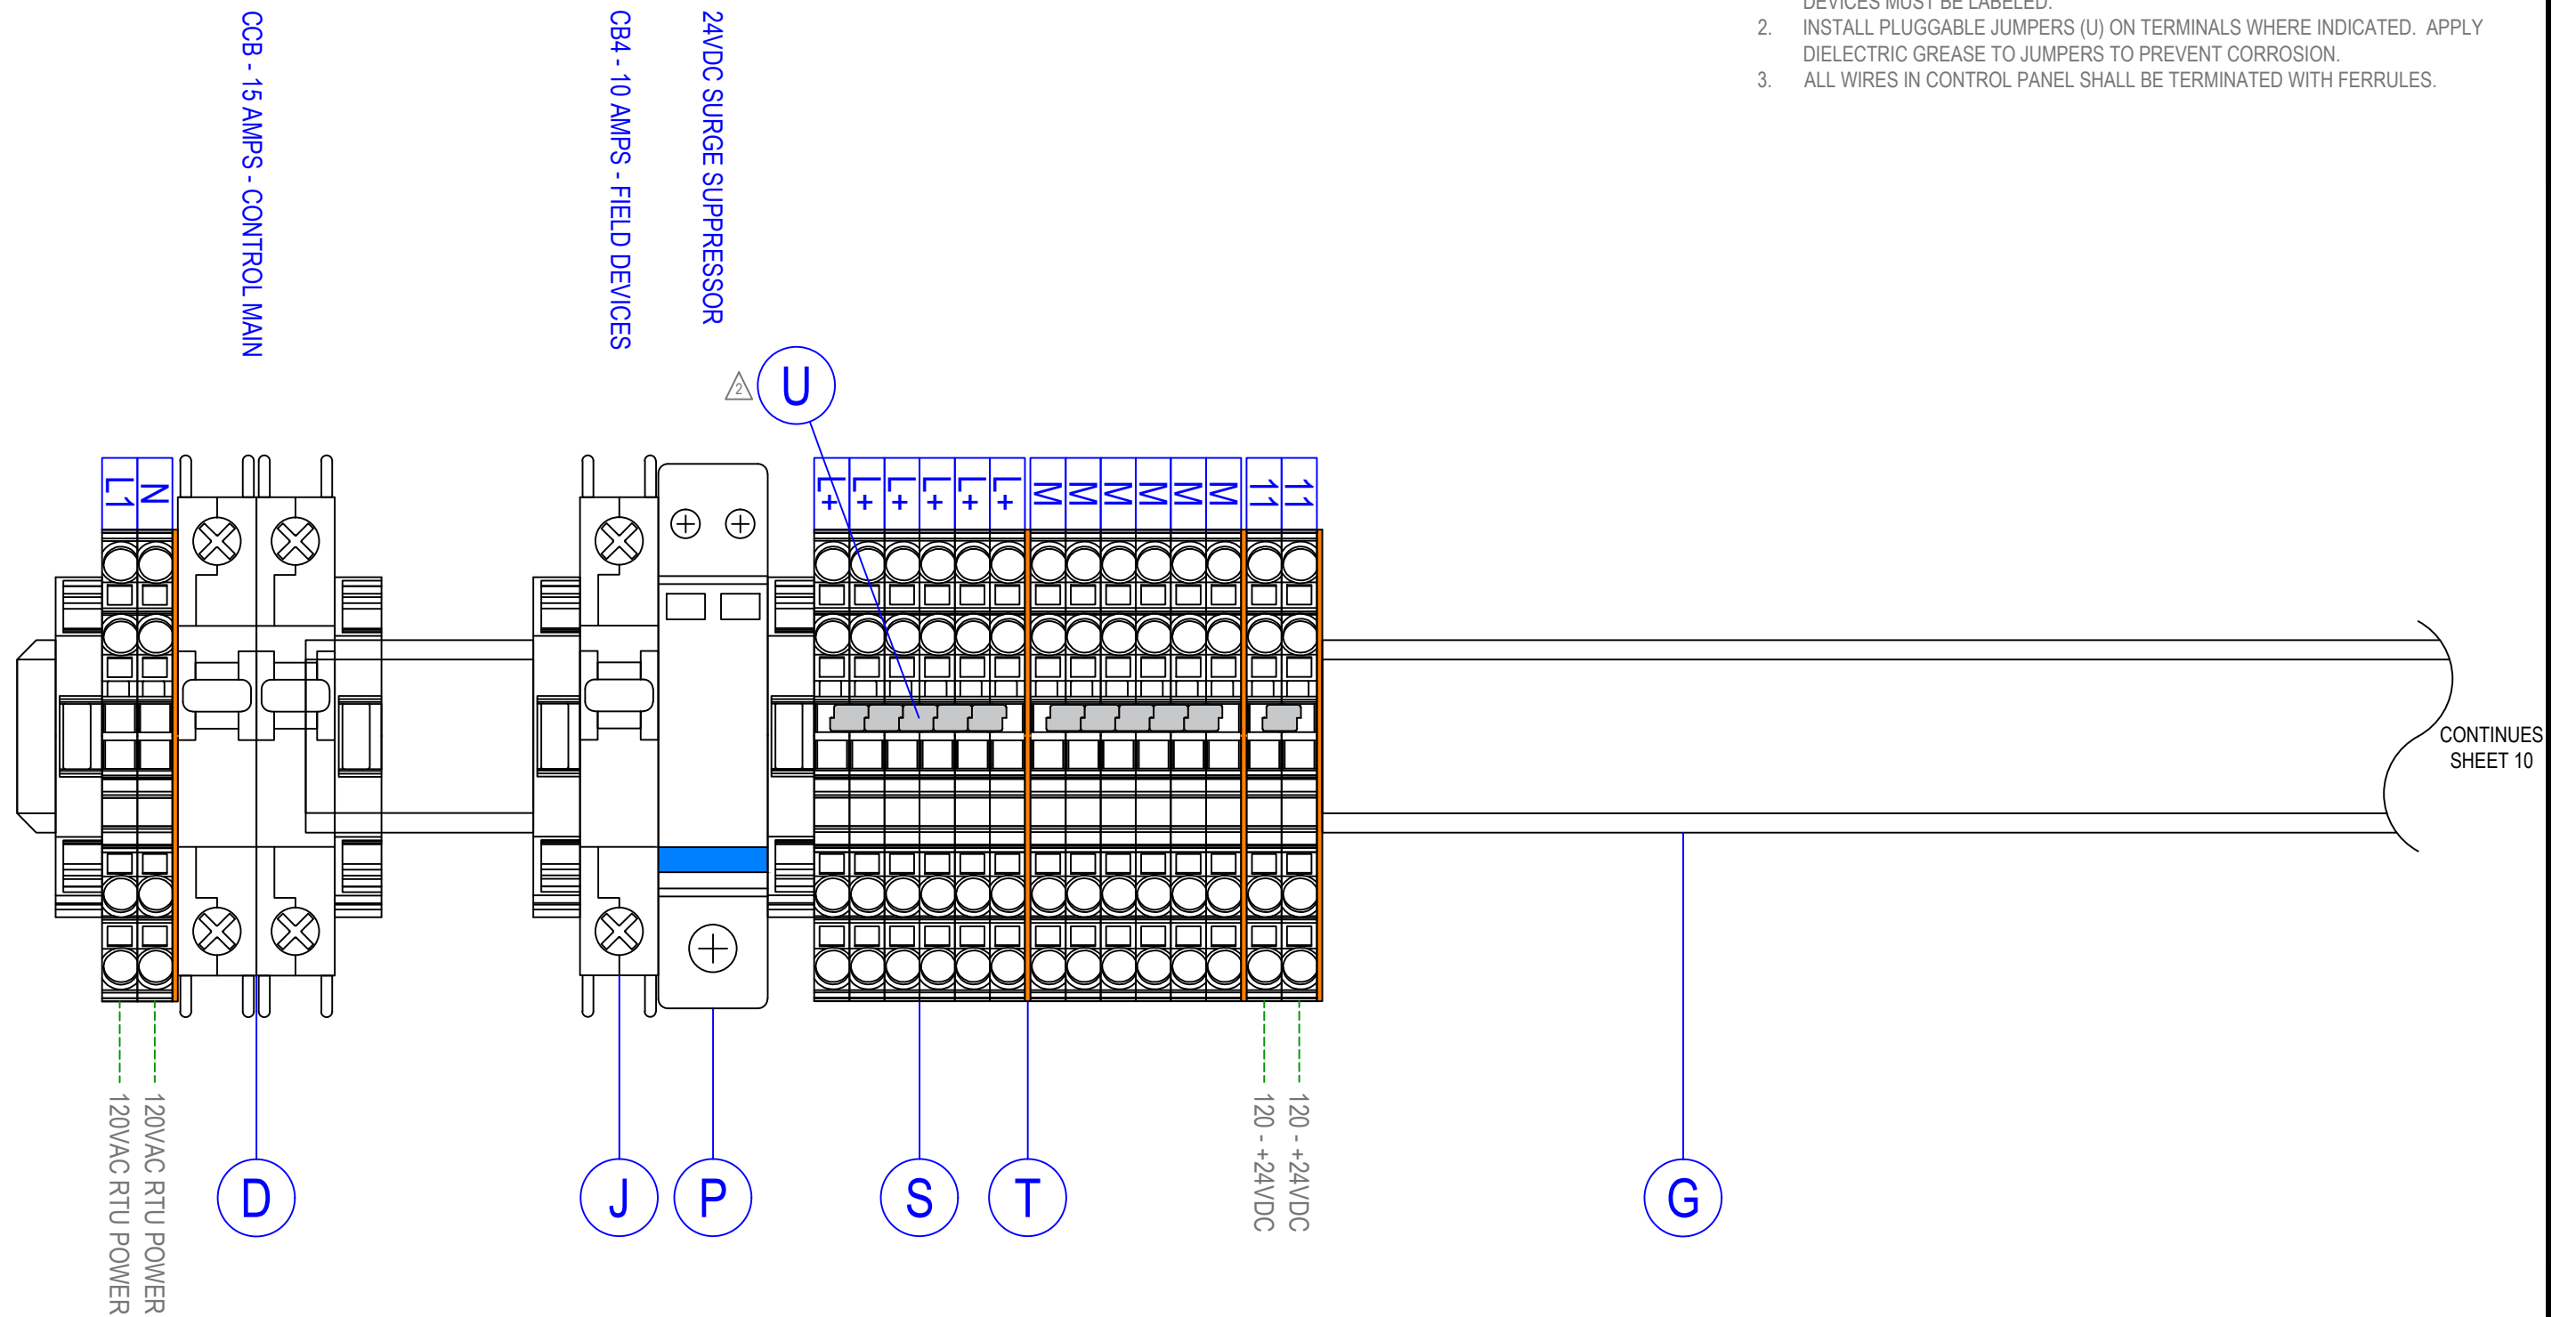 DEVICES MUST BE LABELED.
2. INSTALL PLUGGABLE JUMPERS (U) ON TERMINALS WHERE INDICATED. APPLY
DIELECTRIC GREASE TO JUMPERS TO PREVENT CORROSION.
3. ALL WIRES IN CONTROL PANEL SHALL BE TERMINATED WITH FERRULES.
CCB - 15 AMPS - CONTROL MAIN
CB4 - 10 AMPS - FIELD DEVICES
24VDC SURGE SUPPRESSOR
2
U
L1
N
L+
L+
L+
L+
L+
L+
M
M
M
M
M
M
11
11
CONTINUES
SHEET 10
120VAC RTU POWER
120VAC RTU POWER
120 - +24VDC
120 - +24VDC
D
J
P
S
T
G